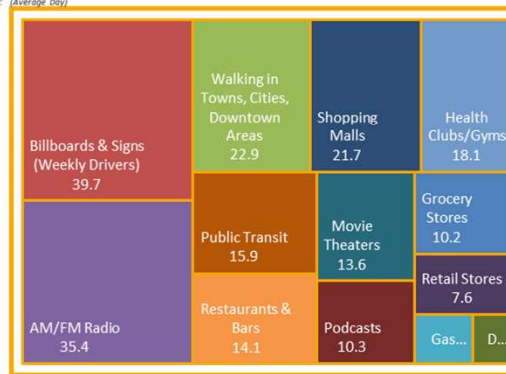 (Average Day)
Billboards & Signs
(Weekly Drivers)
39.7
Walking in
Towns, Cities,
Downtown
Areas
22.9
Shopping
Malls
21.7
Health
Clubs/Gyms
18.1
AM/FM Radio
35.4
Public Transit
15.9
Restaurants &
Bars
14.1
Movie
Theaters
13.6
Podcasts
10.3
Grocery
Stores
10.2
Retail Stores
7.6
Gas...
D...